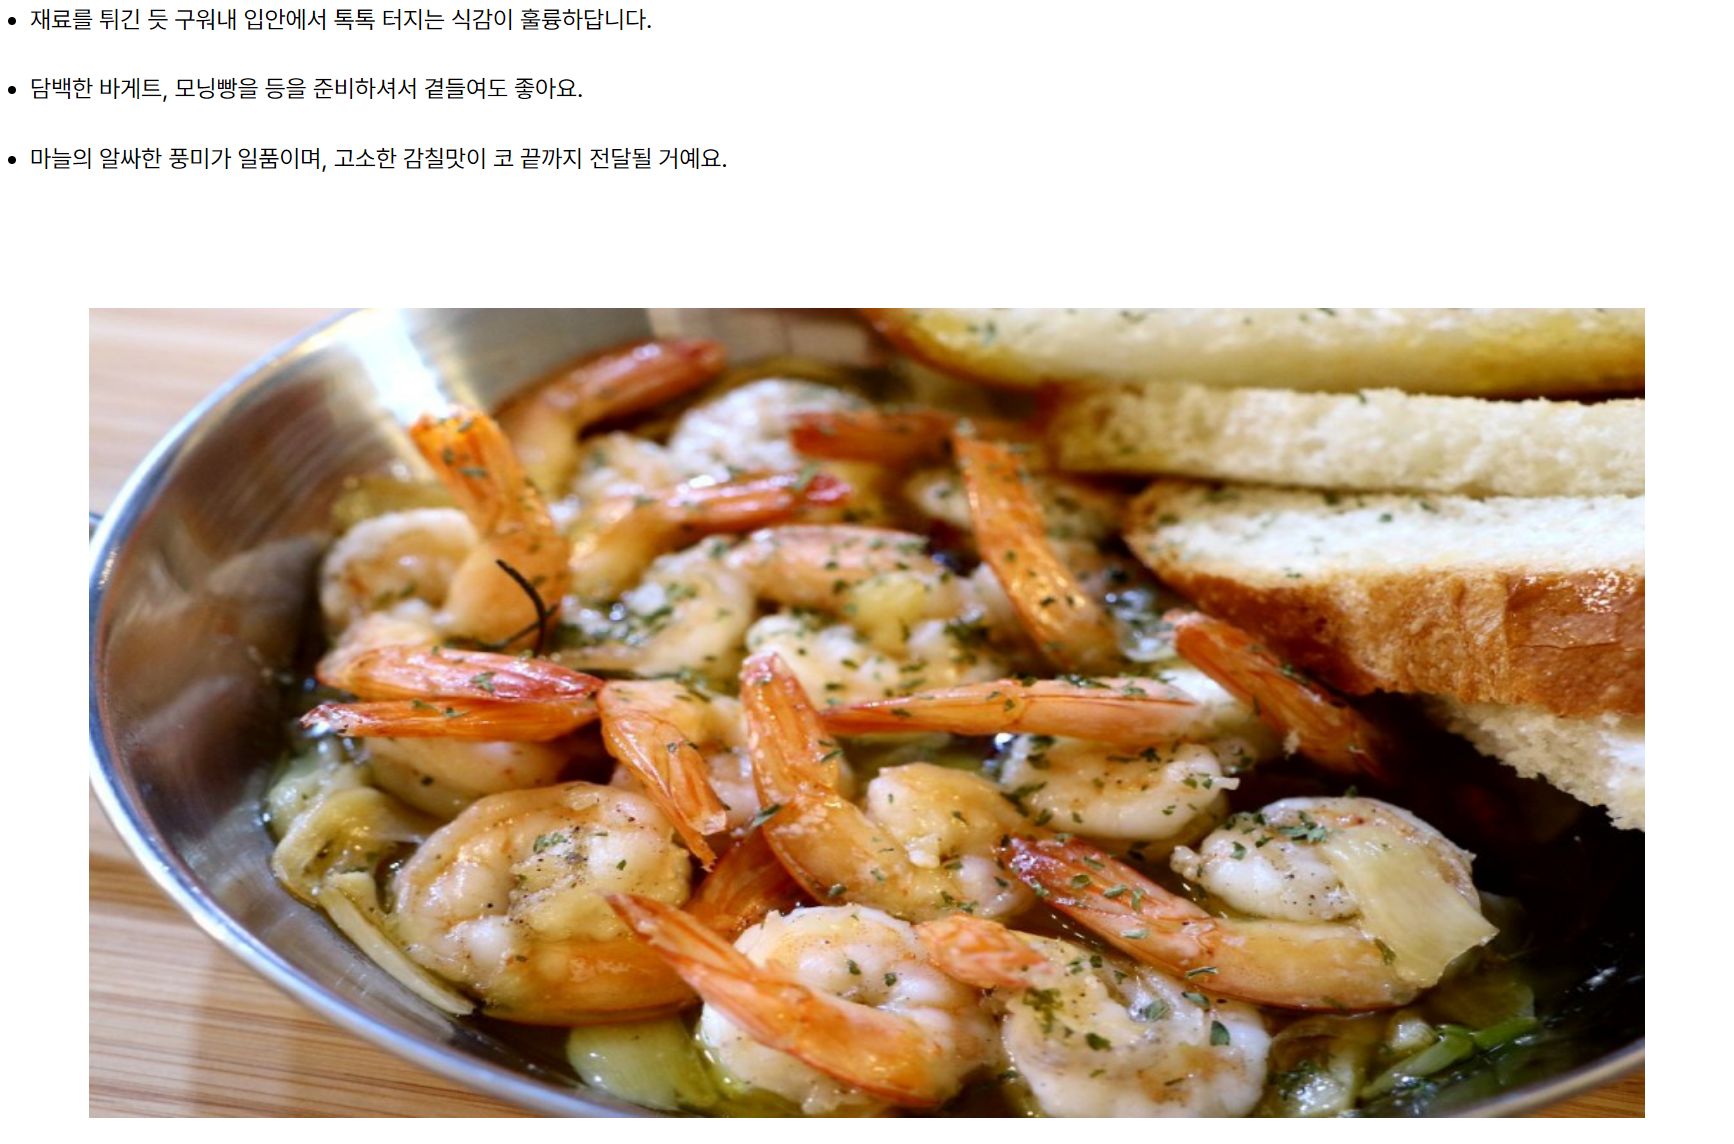 재료를 튀긴 듯 구워내 입안에서 톡톡 터지는 식감이 훌륭하답니다.
담백한 바게트, 모닝빵을 등을 준비하셔서 곁들여도 좋아요.
마늘의 알싸한 풍미가 일품이며, 고소한 감칠맛이 코 끝까지 전달될 거예요.